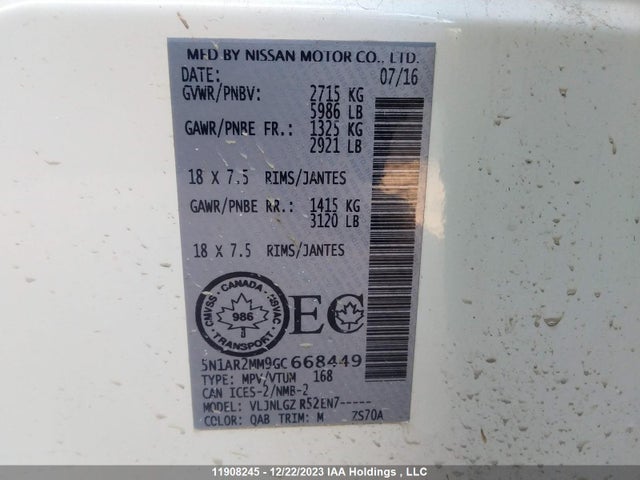 MFD BY NISSAN MOTOR CO., LTD.
DATE: 07/16
GVWR/PNBV: 2715 KG
5986 LB
GAWR/PNBE FR.: 1325 KG
2921 LB
18 X 7.5 RIMS/JANTES
GAWR/PNBE RR.: 1415 KG
3120 LB
18 X 7.5 RIMS/JANTES
CANADA
CMVSS NSVAC
986
TRANSPORT
EC
5N1AR2MM9GC668449
TYPE: MPV/VTUM 168
CAN ICES-2/NMB-2
MODEL: VLJNLGZ R52EN7-----
COLOR: QAB TRIM: M 7S70A
11908245 - 12/22/2023 IAA Holdings , LLC